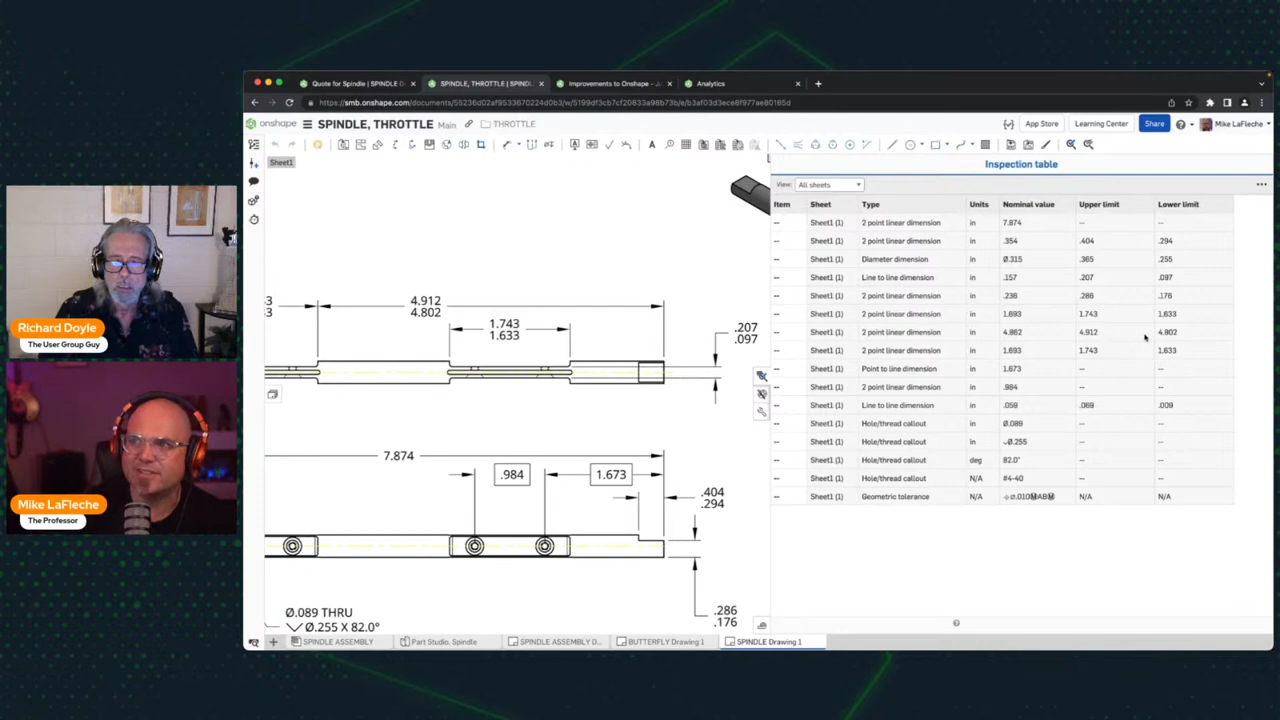 Quote for Spindle | SPINDLE D
SPINDLE, THROTTLE | SPINDL
Improvements to Onshape - Ju
Analytics
onshape
SPINDLE, THROTTLE
Main
THROTTLE
App Store
Learning Center
Share
Mike LaFleche
Sheet1
Inspection table
View: All sheets
Item Sheet Type Units Nominal value Upper limit Lower limit
-- Sheet1 (1) 2 point linear dimension in 7.874 -- --
-- Sheet1 (1) 2 point linear dimension in .354 .404 .294
-- Sheet1 (1) Diameter dimension in Ø.315 .365 .255
-- Sheet1 (1) Line to line dimension in .157 .207 .097
-- Sheet1 (1) 2 point linear dimension in .236 .286 .176
-- Sheet1 (1) 2 point linear dimension in 1.693 1.743 1.633
-- Sheet1 (1) 2 point linear dimension in 4.862 4.912 4.802
-- Sheet1 (1) 2 point linear dimension in 1.693 1.743 1.633
-- Sheet1 (1) Point to line dimension in 1.673 -- --
-- Sheet1 (1) 2 point linear dimension in .984 -- --
-- Sheet1 (1) Line to line dimension in .059 .069 .009
-- Sheet1 (1) Hole/thread callout in Ø.089 -- --
-- Sheet1 (1) Hole/thread callout in ⌵Ø.255 -- --
-- Sheet1 (1) Hole/thread callout deg 82.0° -- --
-- Sheet1 (1) Hole/thread callout N/A #4-40 -- --
-- Sheet1 (1) Geometric tolerance N/A ⌖⌀.010ⓂABⓂ N/A N/A
3
3
4.912
4.802
1.743
1.633
.207
.097
7.874
.984
1.673
.404
.294
.286
.176
Ø.089 THRU
⌵ Ø.255 X 82.0°
SPINDLE ASSEMBLY
Part Studio, Spindle
SPINDLE ASSEMBLY D...
BUTTERFLY Drawing 1
SPINDLE Drawing 1
Richard Doyle
The User Group Guy
Mike LaFleche
The Professor